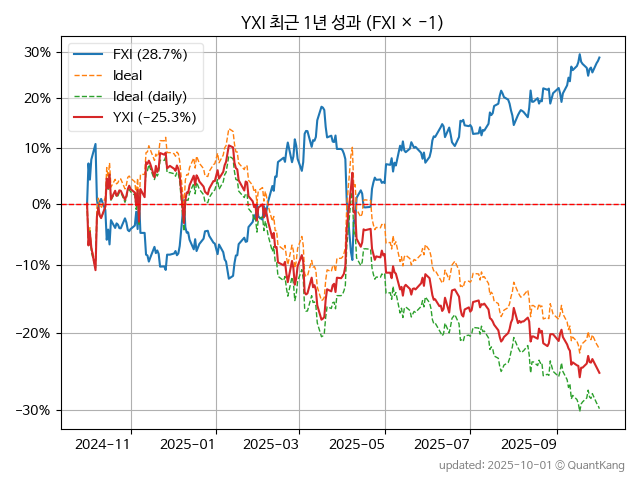 YXI 최근 1년 성과 (FXI × -1)
FXI (28.7%)
Ideal
Ideal (daily)
YXI (-25.3%)
30%
20%
10%
0%
-10%
-20%
-30%
2024-11
2025-01
2025-03
2025-05
2025-07
2025-09
updated: 2025-10-01 © QuantKang